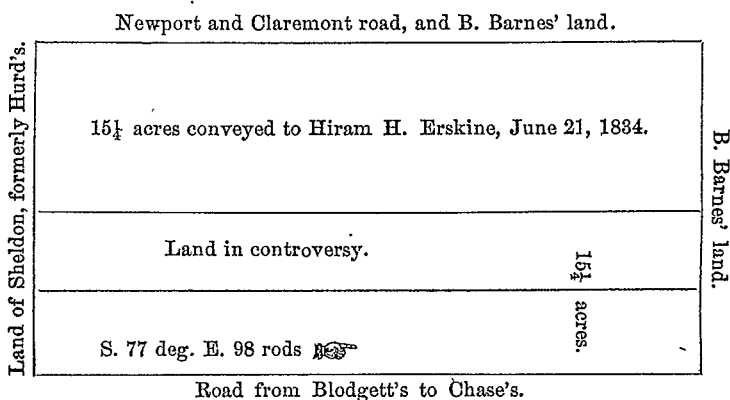 Newport and Claremont road, and B. Barnes' land.
Land of Sheldon, formerly Hurd's.
15¼ acres conveyed to Hiram H. Erskine, June 21, 1834.
B. Barnes' land.
Land in controversy.
15¼ acres.
S. 77 deg. E. 98 rods ☞
Road from Blodgett's to Chase's.